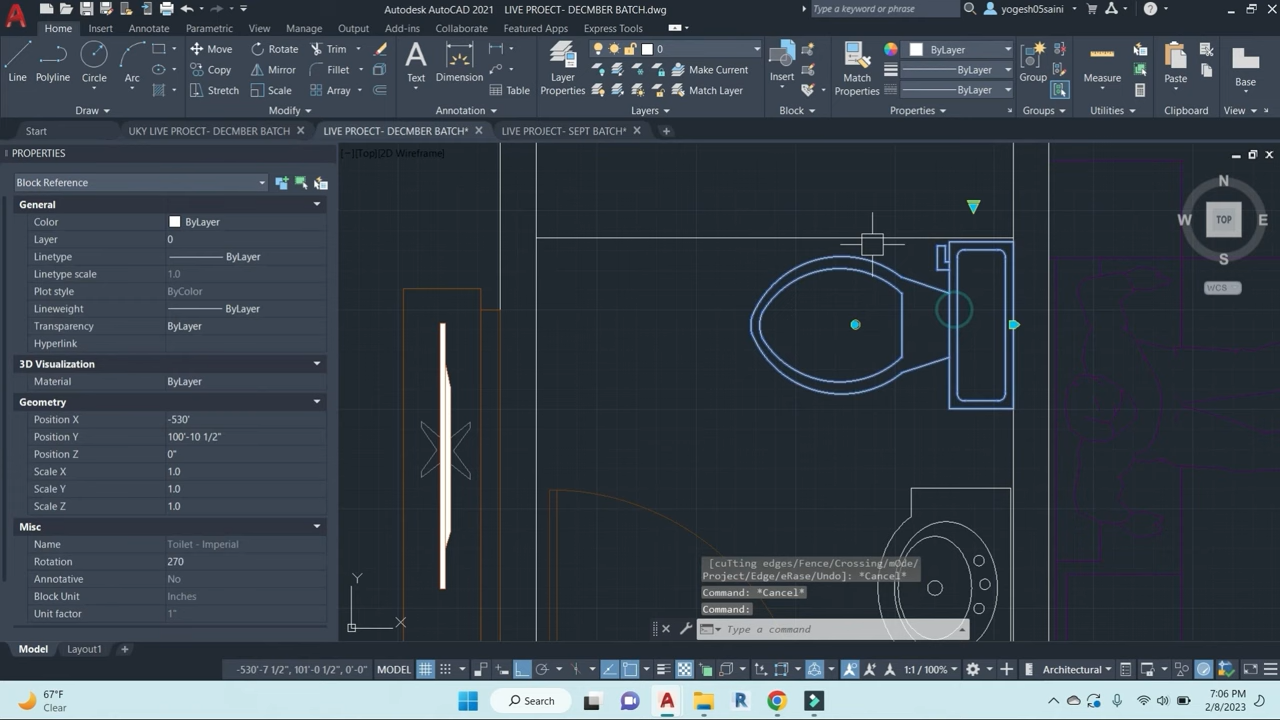 Autodesk AutoCAD 2021 LIVE PROJECT- DECMBER BATCH.dwg
Type a keyword or phrase
yogesh05saini
Home Insert Annotate Parametric View Manage Output Add-ins Collaborate Express Tools Featured Apps
Move Rotate Trim
Copy Mirror Fillet
Stretch Scale Array
Line Polyline Circle Arc
Text Dimension Table
Layer Properties
0
Make Current
Match Layer
Insert
Match Properties
ByLayer
ByLayer
ByLayer
Group Measure Paste Base
Draw Modify Annotation Layers Block Properties Groups Utilities Clipboard View
Start UKY LIVE PROECT- DECMBER BATCH LIVE PROJECT- DECMBER BATCH* LIVE PROJECT- SEPT BATCH*
PROPERTIES
[−][Top][2D Wireframe]
Block Reference
General
Color ByLayer
Layer 0
Linetype ByLayer
Linetype scale 1.0
Plot style ByColor
Lineweight ByLayer
Transparency ByLayer
Hyperlink
3D Visualization
Material ByLayer
Geometry
Position X -530'
Position Y 100'-10 1/2"
Position Z 0"
Scale X 1.0
Scale Y 1.0
Scale Z 1.0
Misc
Name Toilet - Imperial
Rotation 270
Annotative No
Block Unit Inches
Unit factor 1"
N
W TOP E
S
WCS
Y
X
[cuTting edges/Fence/Crossing/mOde/
Project/Edge/eRase/Undo]: *Cancel*
Command: *Cancel*
Command:
Type a command
Model Layout1
-530'-7 1/2", 101'-0 1/2", 0'-0" MODEL 1:1 / 100% Architectural
67°F
Clear
Search
7:06 PM
2/8/2023